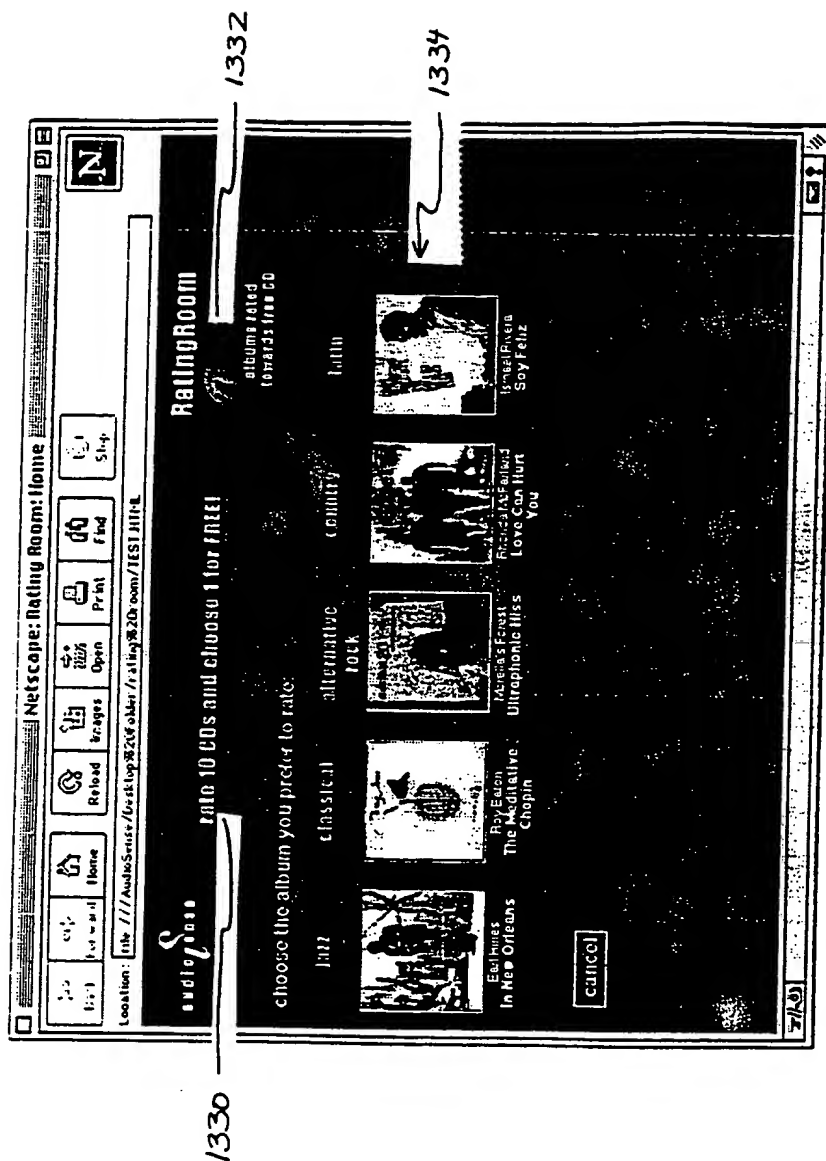 Netscape: Rating Room: Home
Home
Reload
Images
Open
Print
Find
Stop
N
Location:
1330
1332
RatingRoom
rate 10 CDs and choose 1 for FREE!
albums rated
towards free CD
choose the album you prefer to rate:
jazz
classical
alternative
rock
country
latin
1334
Earl Hines
In New Orleans
Roy Eaton
The Meditative
Chopin
Morella's Forest
Ultraphonic Hiss
Love Can Hurt
You
Ismael Rivera
Soy Feliz
cancel